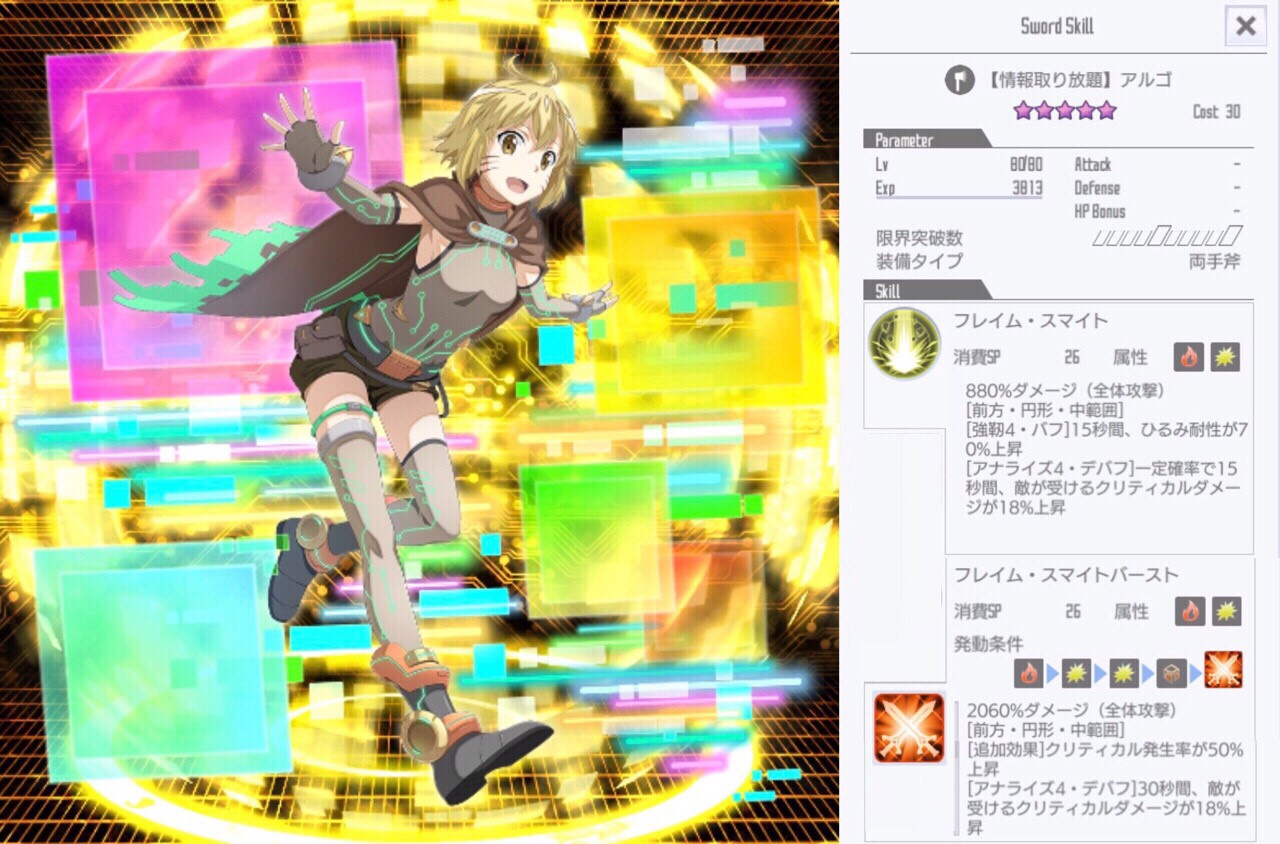 Sword Skill
【情報取り放題】アルゴ
Cost 30
Parameter
Lv 80/80 Attack -
Exp 3813 Defense -
HP Bonus -
限界突破数
装備タイプ 両手斧
Skill
フレイム・スマイト
消費SP 26 属性
880%ダメージ（全体攻撃）
[前方・円形・中範囲]
[強靭4・バフ]15秒間、ひるみ耐性が7
0%上昇
[アナライズ4・デバフ]一定確率で15
秒間、敵が受けるクリティカルダメー
ジが18%上昇
フレイム・スマイトバースト
消費SP 26 属性
発動条件
2060%ダメージ（全体攻撃）
[前方・円形・中範囲]
[追加効果]クリティカル発生率が50%
上昇
[アナライズ4・デバフ]30秒間、敵が
受けるクリティカルダメージが18%上
昇